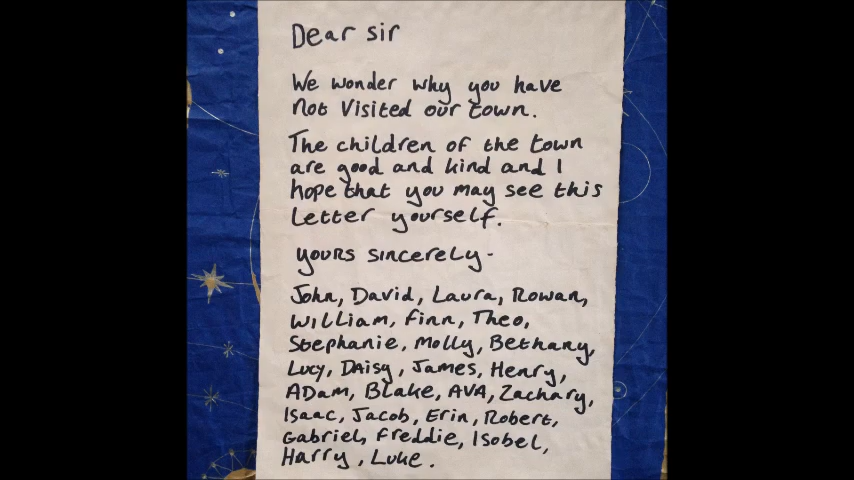 Dear sir
We wonder why you have
not visited our town.
The children of the town
are good and kind and I
hope that you may see this
letter yourself.
yours sincerely-
John, David, Laura, Rowan,
William, Finn, Theo,
Stephanie, Molly, Bethany,
Lucy, Daisy, James, Henry,
ADam, Blake, AVA, Zachary,
Isaac, Jacob, Erin, Robert,
Gabriel, Freddie, Isobel,
Harry, Luke.